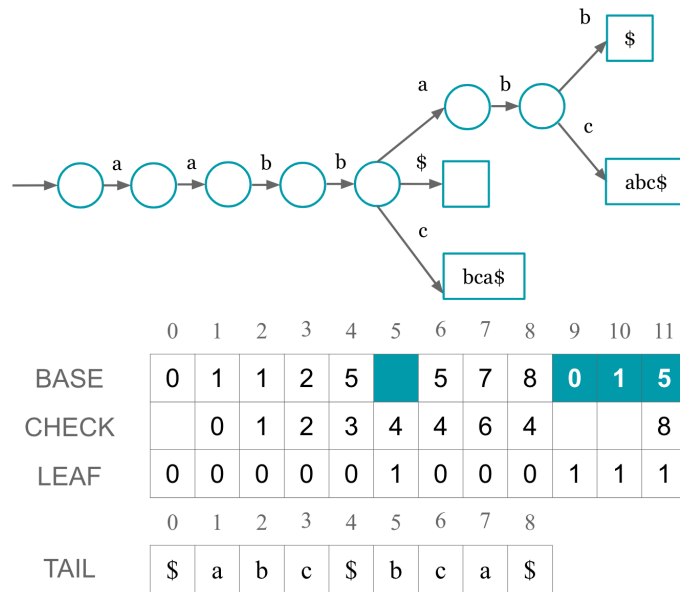 b
$
a b
c
a a b b $
abc$
c
bca$
0 1 2 3 4 5 6 7 8 9 10 11
BASE 0 1 1 2 5 5 7 8 0 1 5
CHECK 0 1 2 3 4 4 6 4 8
LEAF 0 0 0 0 0 1 0 0 0 1 1 1
0 1 2 3 4 5 6 7 8
TAIL $ a b c $ b c a $